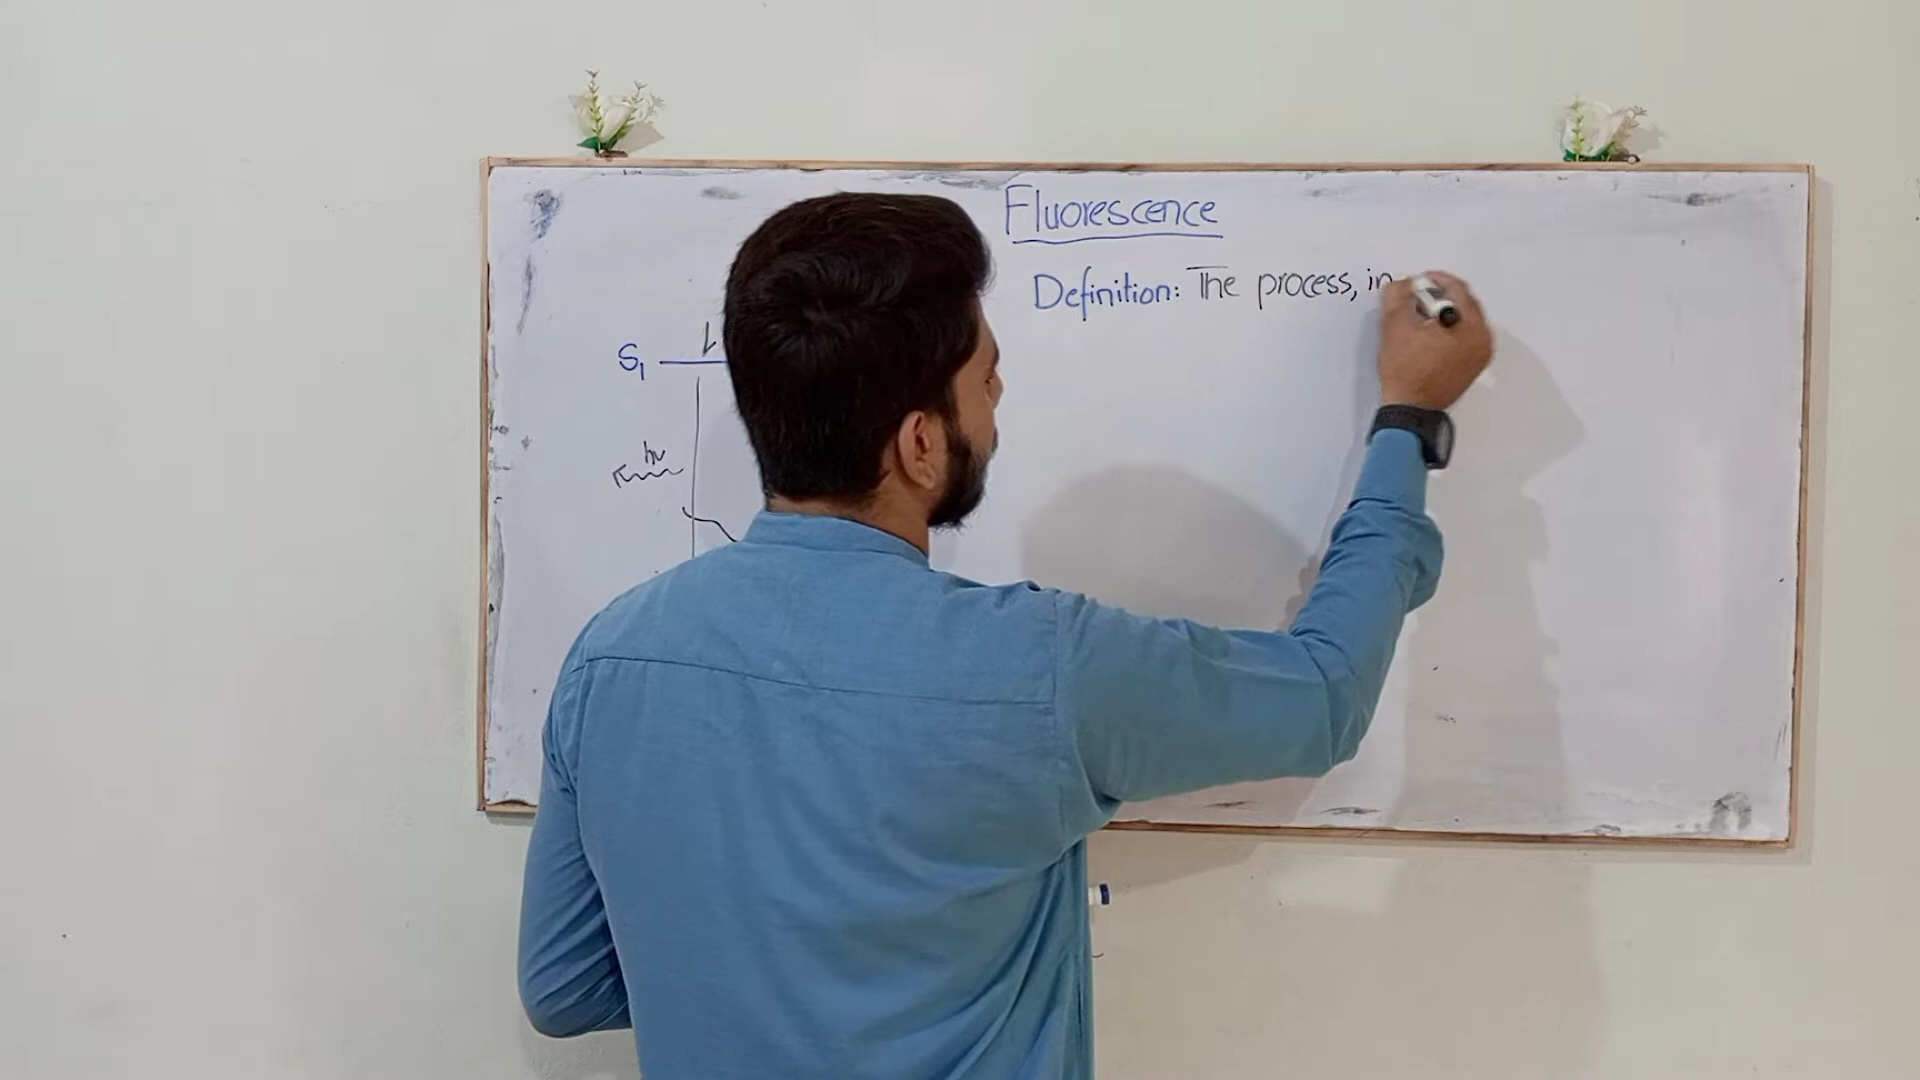 Fluorescence
Definition: The process, in
S₁
hν